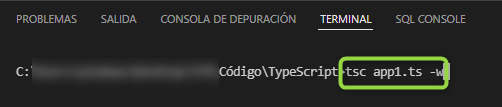 PROBLEMAS SALIDA CONSOLA DE DEPURACIÓN TERMINAL SQL CONSOLE
C:\ Código\TypeScript>tsc app1.ts -w